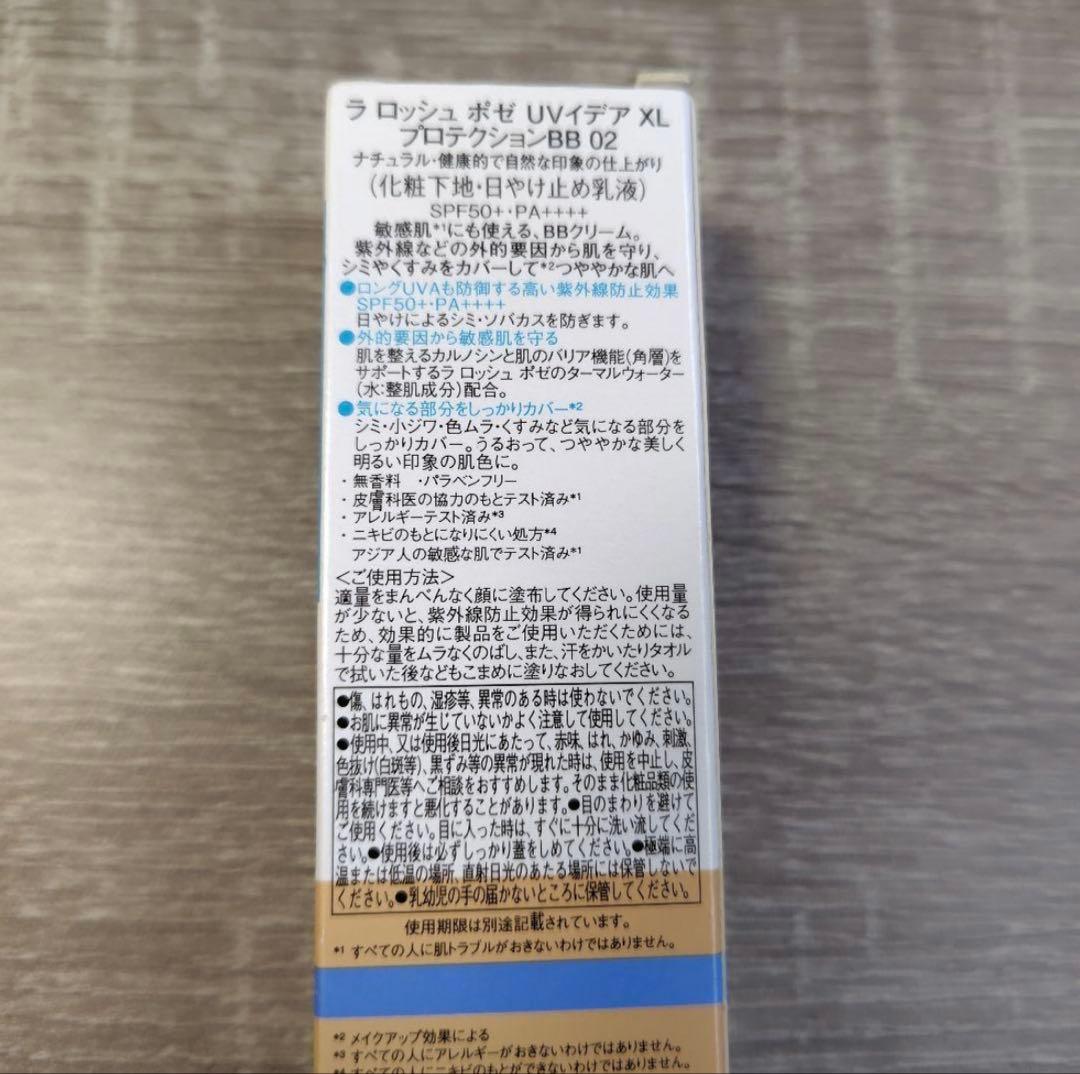 ラ ロッシュ ポゼ UVイデア XL
プロテクションBB 02
ナチュラル・健康的で自然な印象の仕上がり
(化粧下地・日やけ止め乳液)
SPF50+・PA++++
敏感肌*1にも使える、BBクリーム。
紫外線などの外的要因から肌を守り、
シミやくすみをカバーして*2つややかな肌へ
●ロングUVAも防御する高い紫外線防止効果
SPF50+・PA++++
日やけによるシミ・ソバカスを防ぎます。
●外的要因から敏感肌を守る
肌を整えるカルノシンと肌のバリア機能(角層)を
サポートするラ ロッシュ ポゼのターマルウォーター
(水:整肌成分)配合。
●気になる部分をしっかりカバー*2
シミ・小ジワ・色ムラ・くすみなど気になる部分を
しっかりカバー。うるおって、つややかな美しく
明るい印象の肌色に。
・無香料 ・パラベンフリー
・皮膚科医の協力のもとテスト済み*1
・アレルギーテスト済み*3
・ニキビのもとになりにくい処方*4
アジア人の敏感な肌でテスト済み*1
<ご使用方法>
適量をまんべんなく顔に塗布してください。使用量
が少ないと、紫外線防止効果が得られにくくなる
ため、効果的に製品をご使用いただくためには、
十分な量をムラなくのばし、また、汗をかいたりタオル
で拭いた後などもこまめに塗りなおしてください。
●傷、はれもの、湿疹等、異常のある時は使わないでください。
●お肌に異常が生じていないかよく注意して使用してください。
●使用中、又は使用後日光にあたって、赤味、はれ、かゆみ、刺激、
色抜け(白斑等)、黒ずみ等の異常が現れた時は、使用を中止し、皮
膚科専門医等へご相談をおすすめします。そのまま化粧品類の使
用を続けますと悪化することがあります。●目のまわりを避けて
ご使用ください。目に入った時は、すぐに十分に洗い流してくだ
さい。●使用後は必ずしっかり蓋をしめてください。●極端に高
温または低温の場所、直射日光のあたる場所には保管しないで
ください。●乳幼児の手の届かないところに保管してください。
使用期限は別途記載されています。
*1 すべての人に肌トラブルがおきないわけではありません。
*2 メイクアップ効果による
*3 すべての人にアレルギーがおきないわけではありません。
*4 すべての人にニキビのもとができないわけではありません。